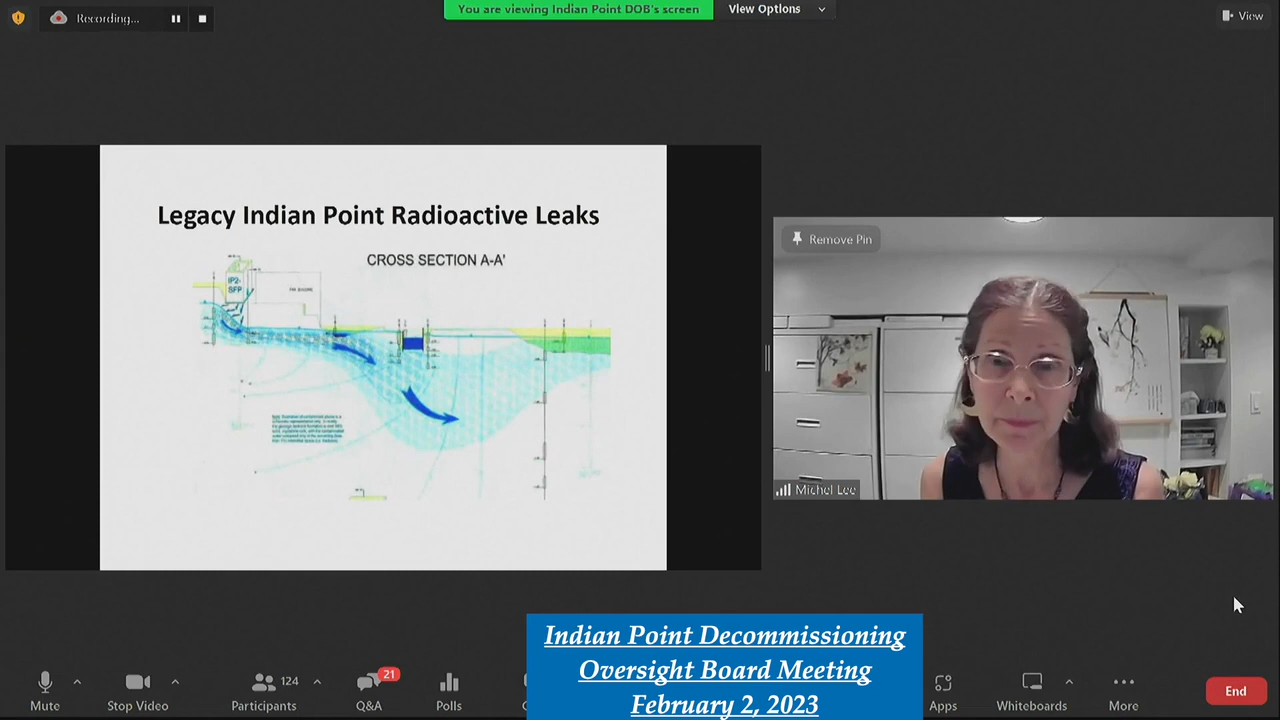 Recording...
You are viewing Indian Point DOB's screen
View Options
View
Legacy Indian Point Radioactive Leaks
CROSS SECTION A-A'
IP2-
SFP
Remove Pin
Michel Lee
Indian Point Decommissioning
Oversight Board Meeting
February 2, 2023
Mute
Stop Video
124
Participants
21
Q&A
Polls
Apps
Whiteboards
More
End